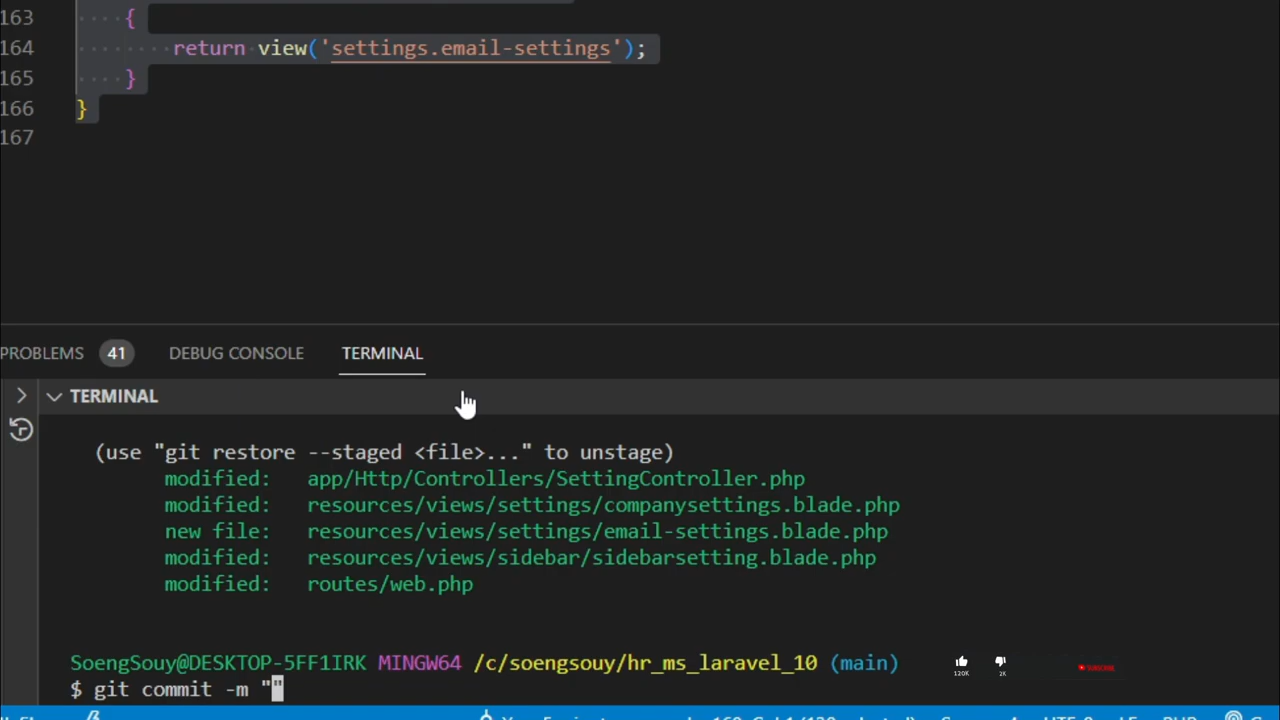 163 {
164 return view('settings.email-settings');
165 }
166 }
167
PROBLEMS 41 DEBUG CONSOLE TERMINAL
TERMINAL
(use "git restore --staged <file>..." to unstage)
modified: app/Http/Controllers/SettingController.php
modified: resources/views/settings/companysettings.blade.php
new file: resources/views/settings/email-settings.blade.php
modified: resources/views/sidebar/sidebarsetting.blade.php
modified: routes/web.php
SoengSouy@DESKTOP-5FF1IRK MINGW64 /c/soengsouy/hr_ms_laravel_10 (main)
$ git commit -m ""
120K 2K SUBSCRIBE